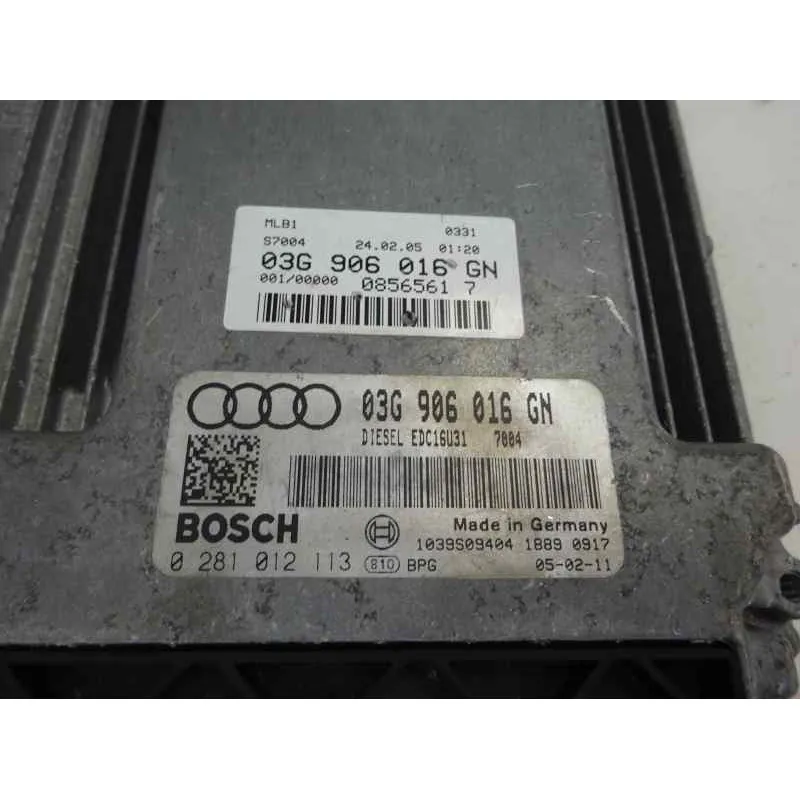 MLB1 0331
S7004 24.02.05 01:20
03G 906 016 GN
001/00000 0856561 7
03G 906 016 GN
DIESEL EDC16U31 7004
BOSCH
Made in Germany
1039S09404 1889 0917
0 281 012 113 810 BPG 05-02-11